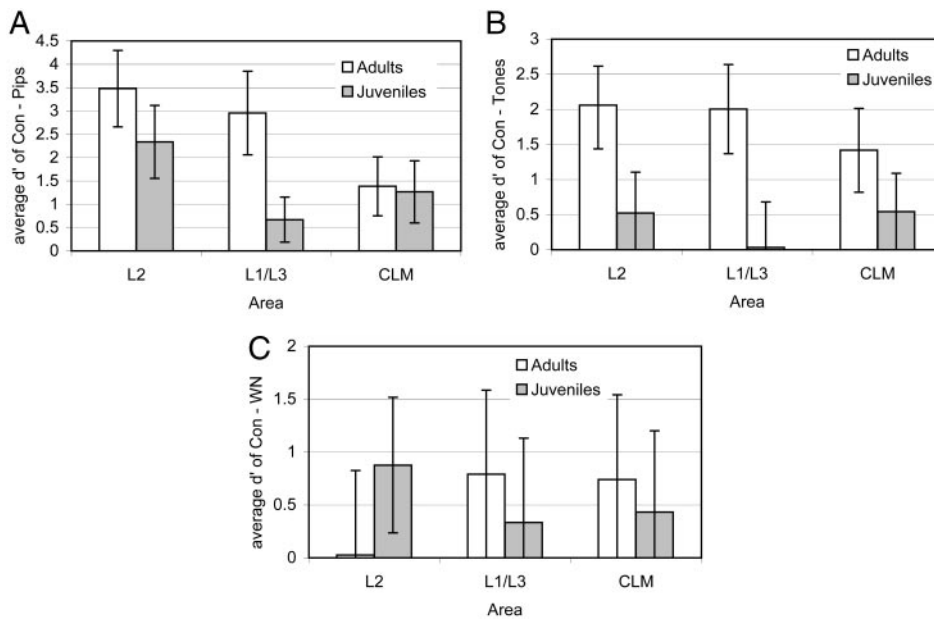 A
average d' of Con - Pips
4.5
4
3.5
3
2.5
2
1.5
1
0.5
0
Adults
Juveniles
L2
L1/L3
CLM
Area
B
average d' of Con - Tones
3
2.5
2
1.5
1
0.5
0
Adults
Juveniles
L2
L1/L3
CLM
Area
C
average d' of Con - WN
2
1.5
1
0.5
0
Adults
Juveniles
L2
L1/L3
CLM
Area